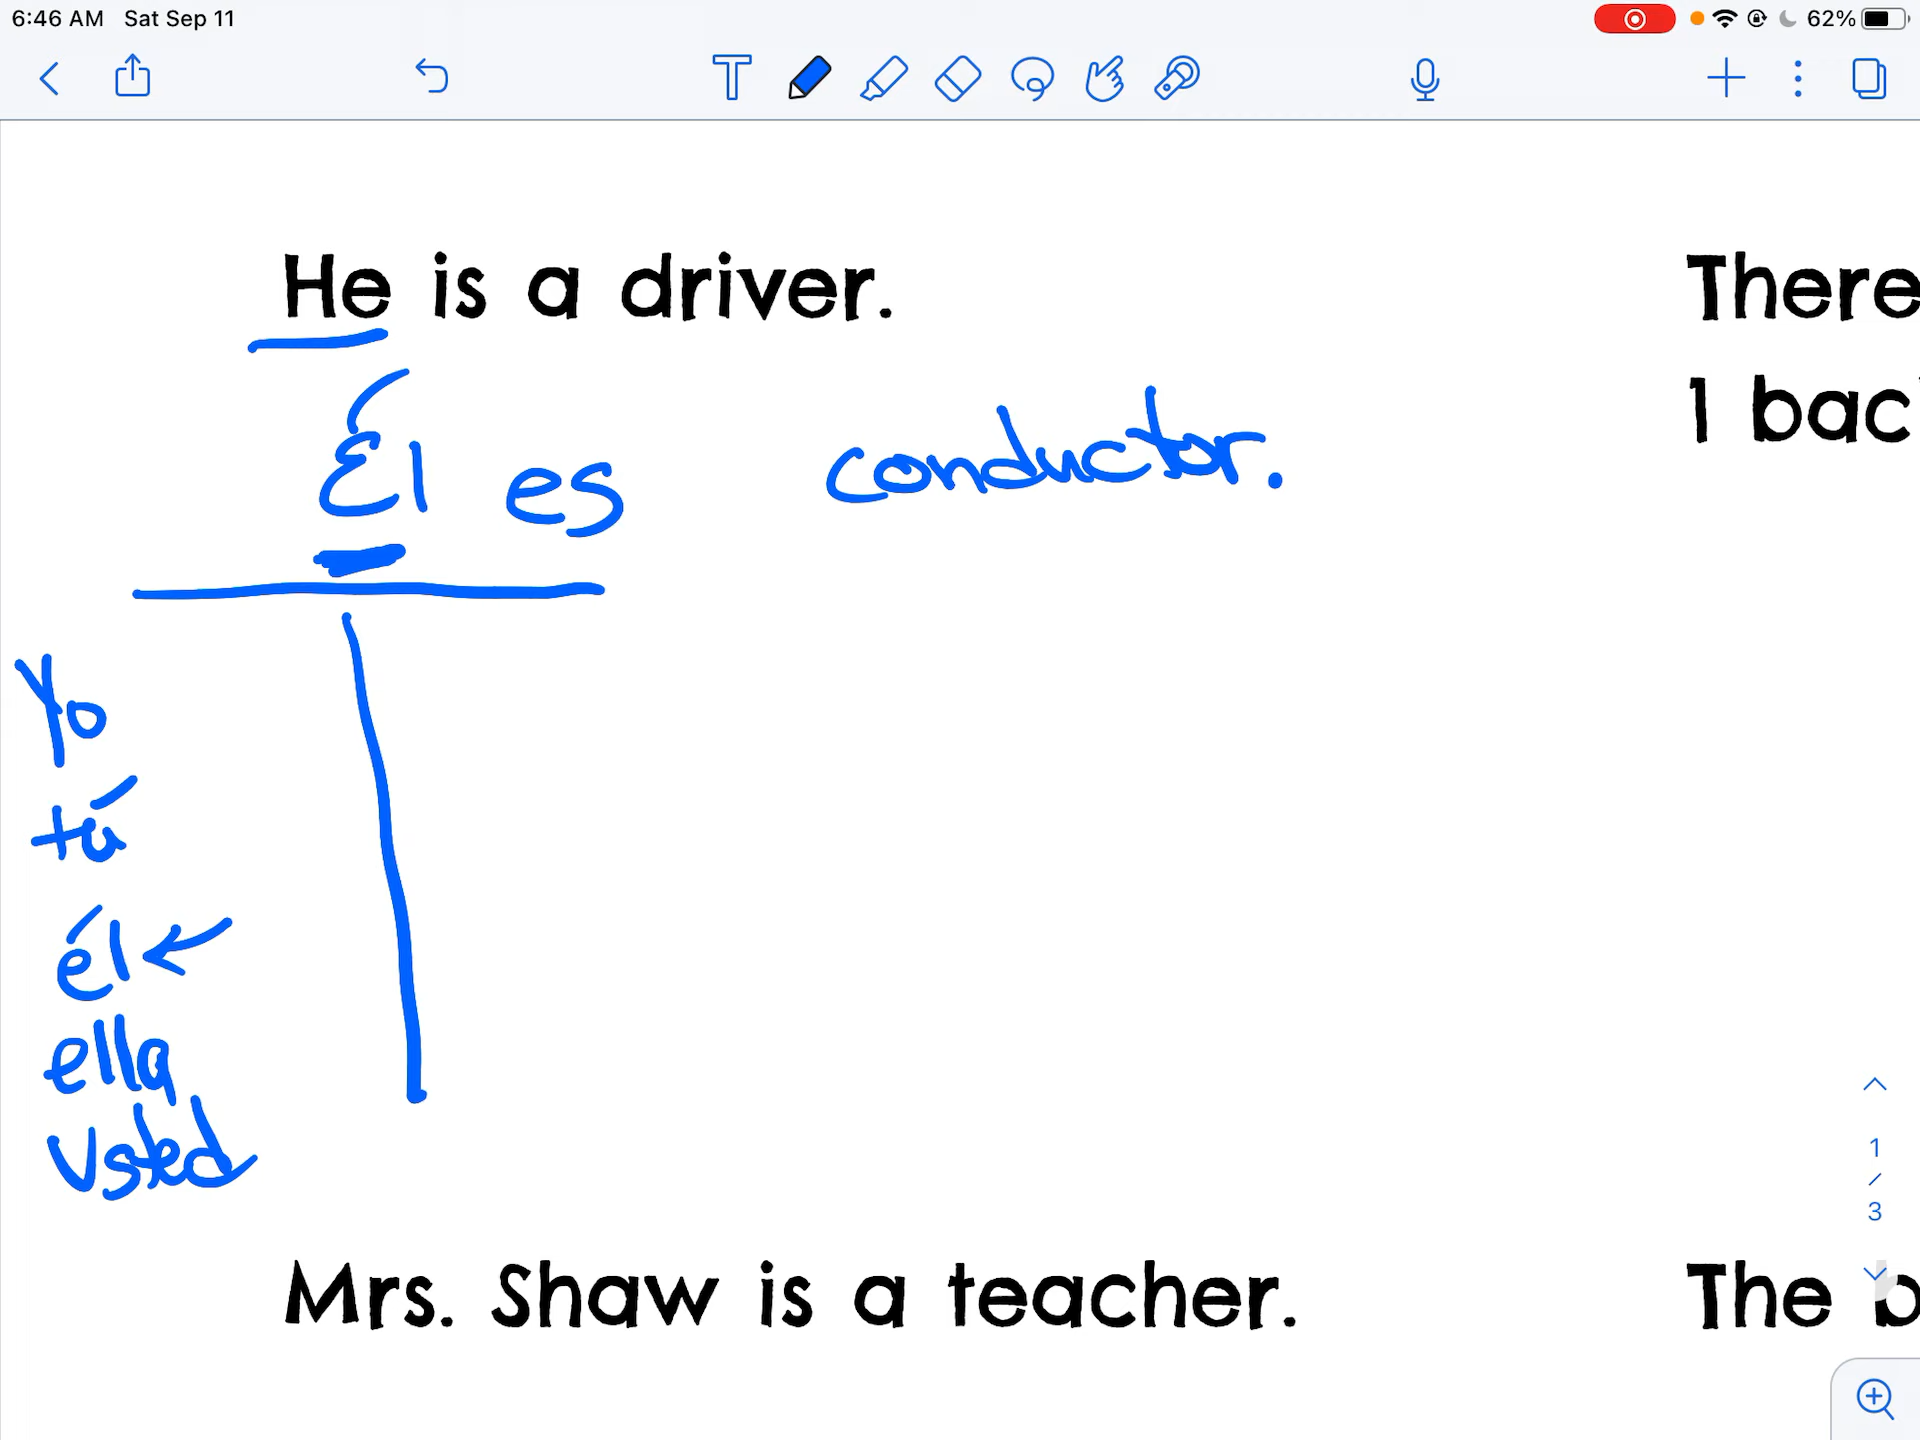 6:46 AM Sat Sep 11
62%
T
He is a driver.
There
1 bac
Él es conductor.
Yo
tú
él
ella
Usted
1
/
3
Mrs. Shaw is a teacher.
The b